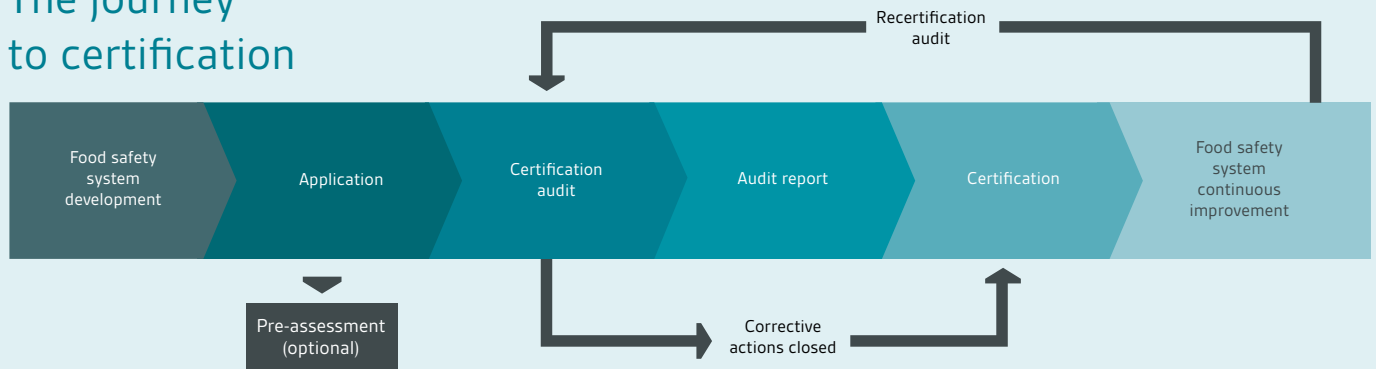 The journey
to certification
Recertification
audit
Food safety
system
development
Application
Certification
audit
Audit report
Certification
Food safety
system
continuous
improvement
Pre-assessment
(optional)
Corrective
actions closed